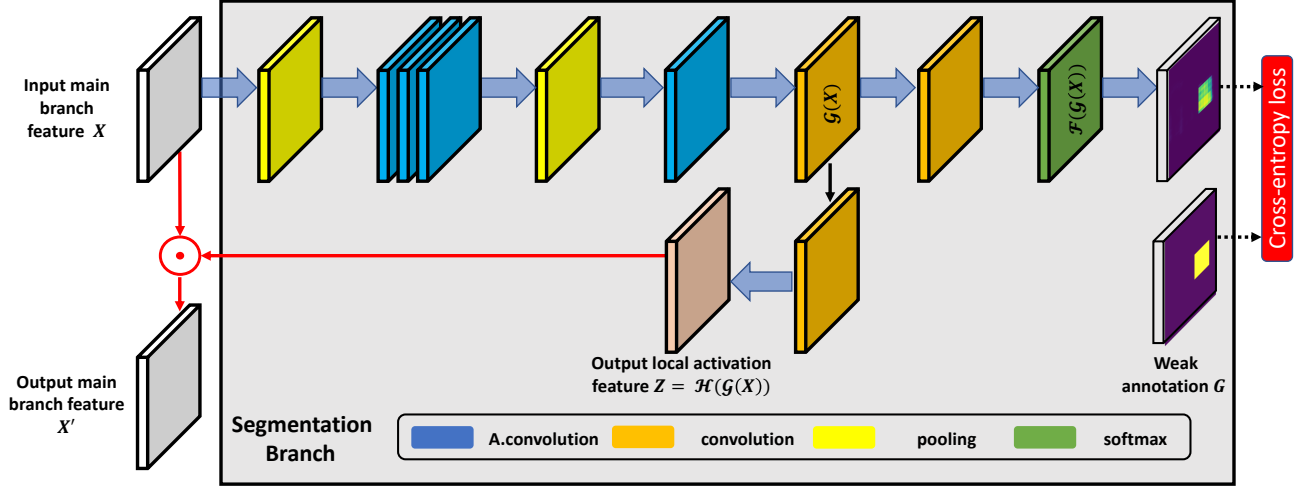 Input main
branch
feature X
𝒢(X)
ℱ(𝒢(X))
Cross-entropy loss
Output local activation
feature Z = ℋ(𝒢(X))
Weak
annotation G
Output main
branch feature
X′
Segmentation
Branch
A.convolution
convolution
pooling
softmax